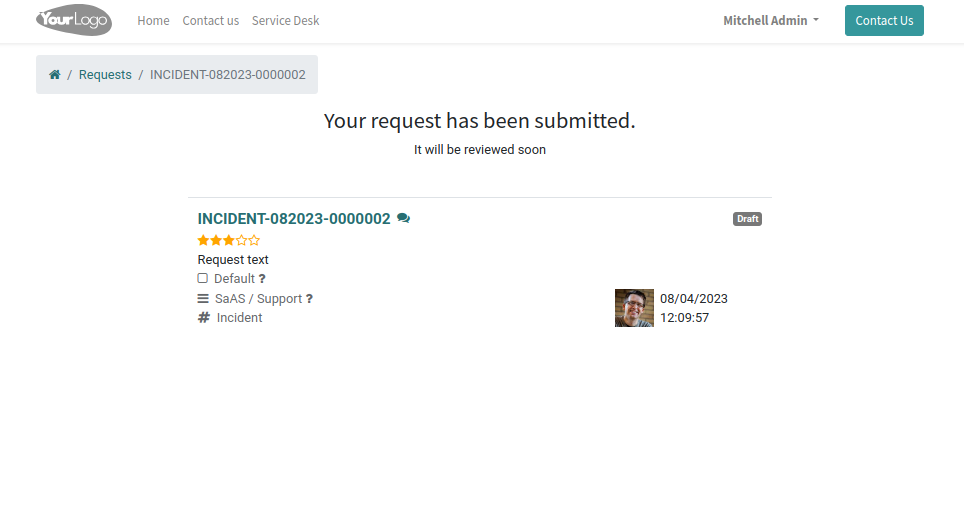 YourLogo Home Contact us Service Desk Mitchell Admin Contact Us
/ Requests / INCIDENT-082023-0000002
Your request has been submitted.
It will be reviewed soon
INCIDENT-082023-0000002 Draft
Request text
Default ?
SaAS / Support ? 08/04/2023
# Incident 12:09:57